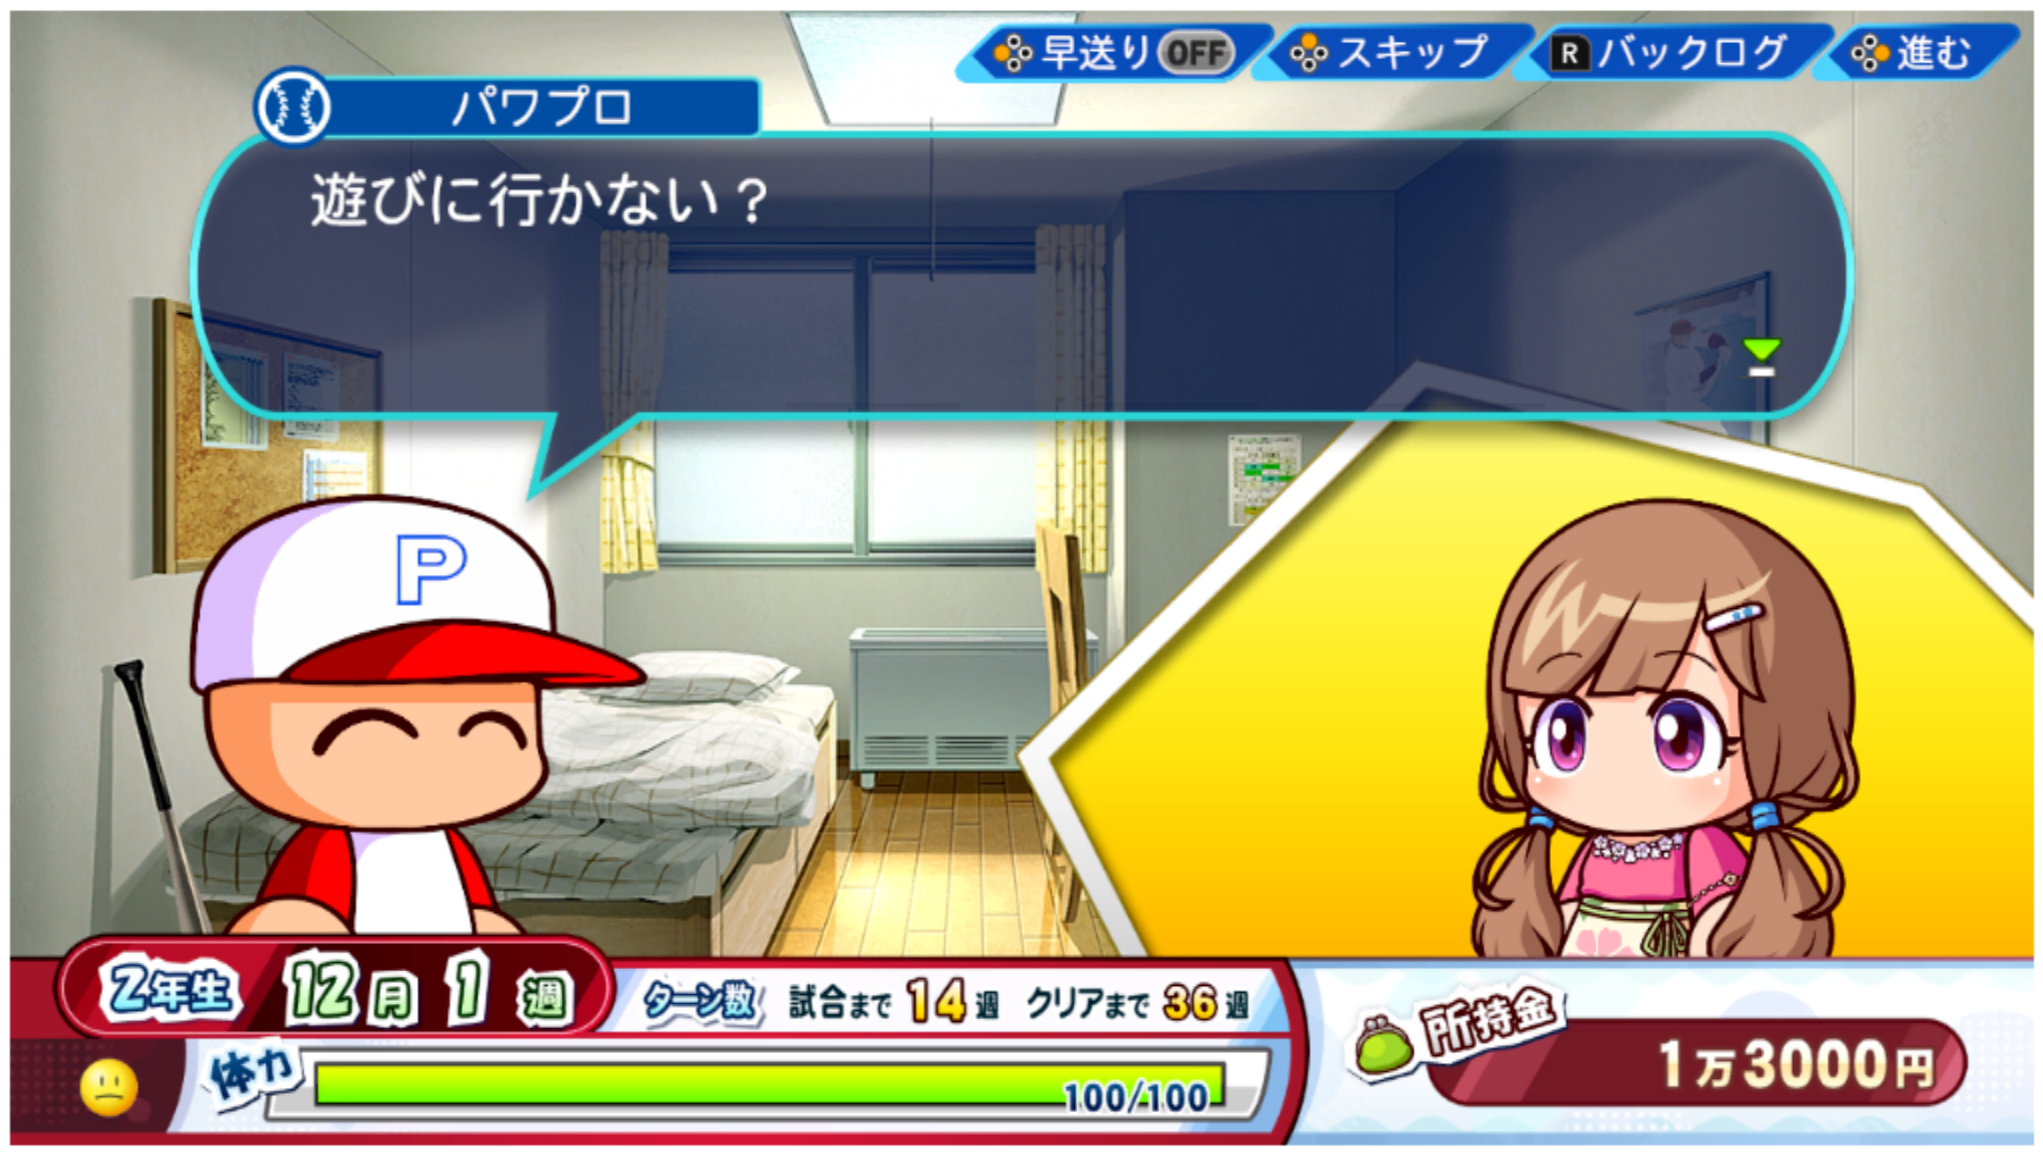 早送り OFF スキップ R バックログ 進む
パワプロ
遊びに行かない？
P
2年生 12月 1週
ターン数 試合まで 14週 クリアまで 36週
体力 100/100
所持金
1万3000円